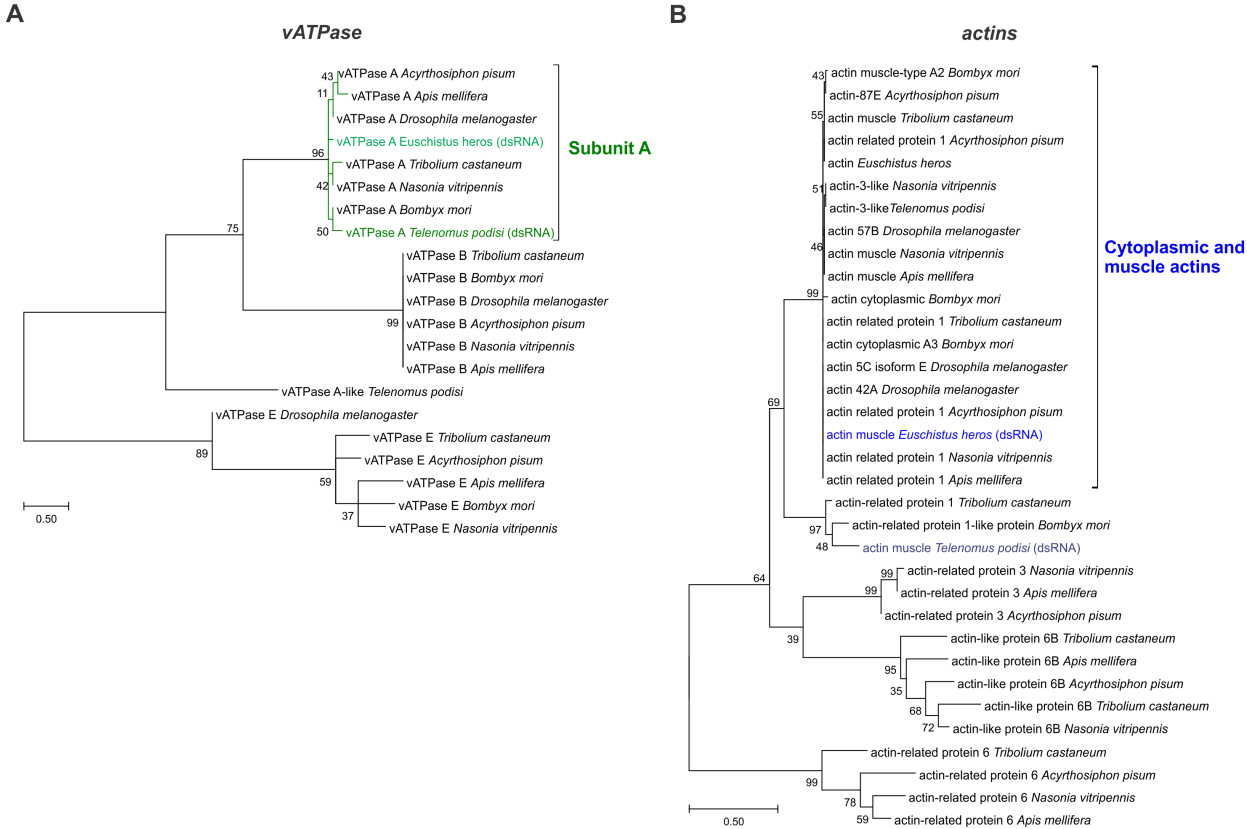 A
vATPase
43
vATPase A Acyrthosiphon pisum
11
vATPase A Apis mellifera
vATPase A Drosophila melanogaster
vATPase A Euschistus heros (dsRNA)
Subunit A
96
vATPase A Tribolium castaneum
42
vATPase A Nasonia vitripennis
vATPase A Bombyx mori
75
50
vATPase A Telenomus podisi (dsRNA)
vATPase B Tribolium castaneum
vATPase B Bombyx mori
vATPase B Drosophila melanogaster
99
vATPase B Acyrthosiphon pisum
vATPase B Nasonia vitripennis
vATPase B Apis mellifera
vATPase A-like Telenomus podisi
vATPase E Drosophila melanogaster
89
vATPase E Tribolium castaneum
vATPase E Acyrthosiphon pisum
59
vATPase E Apis mellifera
vATPase E Bombyx mori
37
vATPase E Nasonia vitripennis
0.50
B
actins
43
actin muscle-type A2 Bombyx mori
actin-87E Acyrthosiphon pisum
55
actin muscle Tribolium castaneum
actin related protein 1 Acyrthosiphon pisum
actin Euschistus heros
51
actin-3-like Nasonia vitripennis
actin-3-likeTelenomus podisi
actin 57B Drosophila melanogaster
46
actin muscle Nasonia vitripennis
actin muscle Apis mellifera
Cytoplasmic and
muscle actins
99
actin cytoplasmic Bombyx mori
actin related protein 1 Tribolium castaneum
actin cytoplasmic A3 Bombyx mori
actin 5C isoform E Drosophila melanogaster
actin 42A Drosophila melanogaster
69
actin related protein 1 Acyrthosiphon pisum
actin muscle Euschistus heros (dsRNA)
actin related protein 1 Nasonia vitripennis
actin related protein 1 Apis mellifera
actin-related protein 1 Tribolium castaneum
97
actin-related protein 1-like protein Bombyx mori
48
actin muscle Telenomus podisi (dsRNA)
64
99
actin-related protein 3 Nasonia vitripennis
99
actin-related protein 3 Apis mellifera
actin-related protein 3 Acyrthosiphon pisum
39
actin-like protein 6B Tribolium castaneum
95
actin-like protein 6B Apis mellifera
35
actin-like protein 6B Acyrthosiphon pisum
68
actin-like protein 6B Tribolium castaneum
72
actin-like protein 6B Nasonia vitripennis
actin-related protein 6 Tribolium castaneum
99
actin-related protein 6 Acyrthosiphon pisum
78
actin-related protein 6 Nasonia vitripennis
59
actin-related protein 6 Apis mellifera
0.50